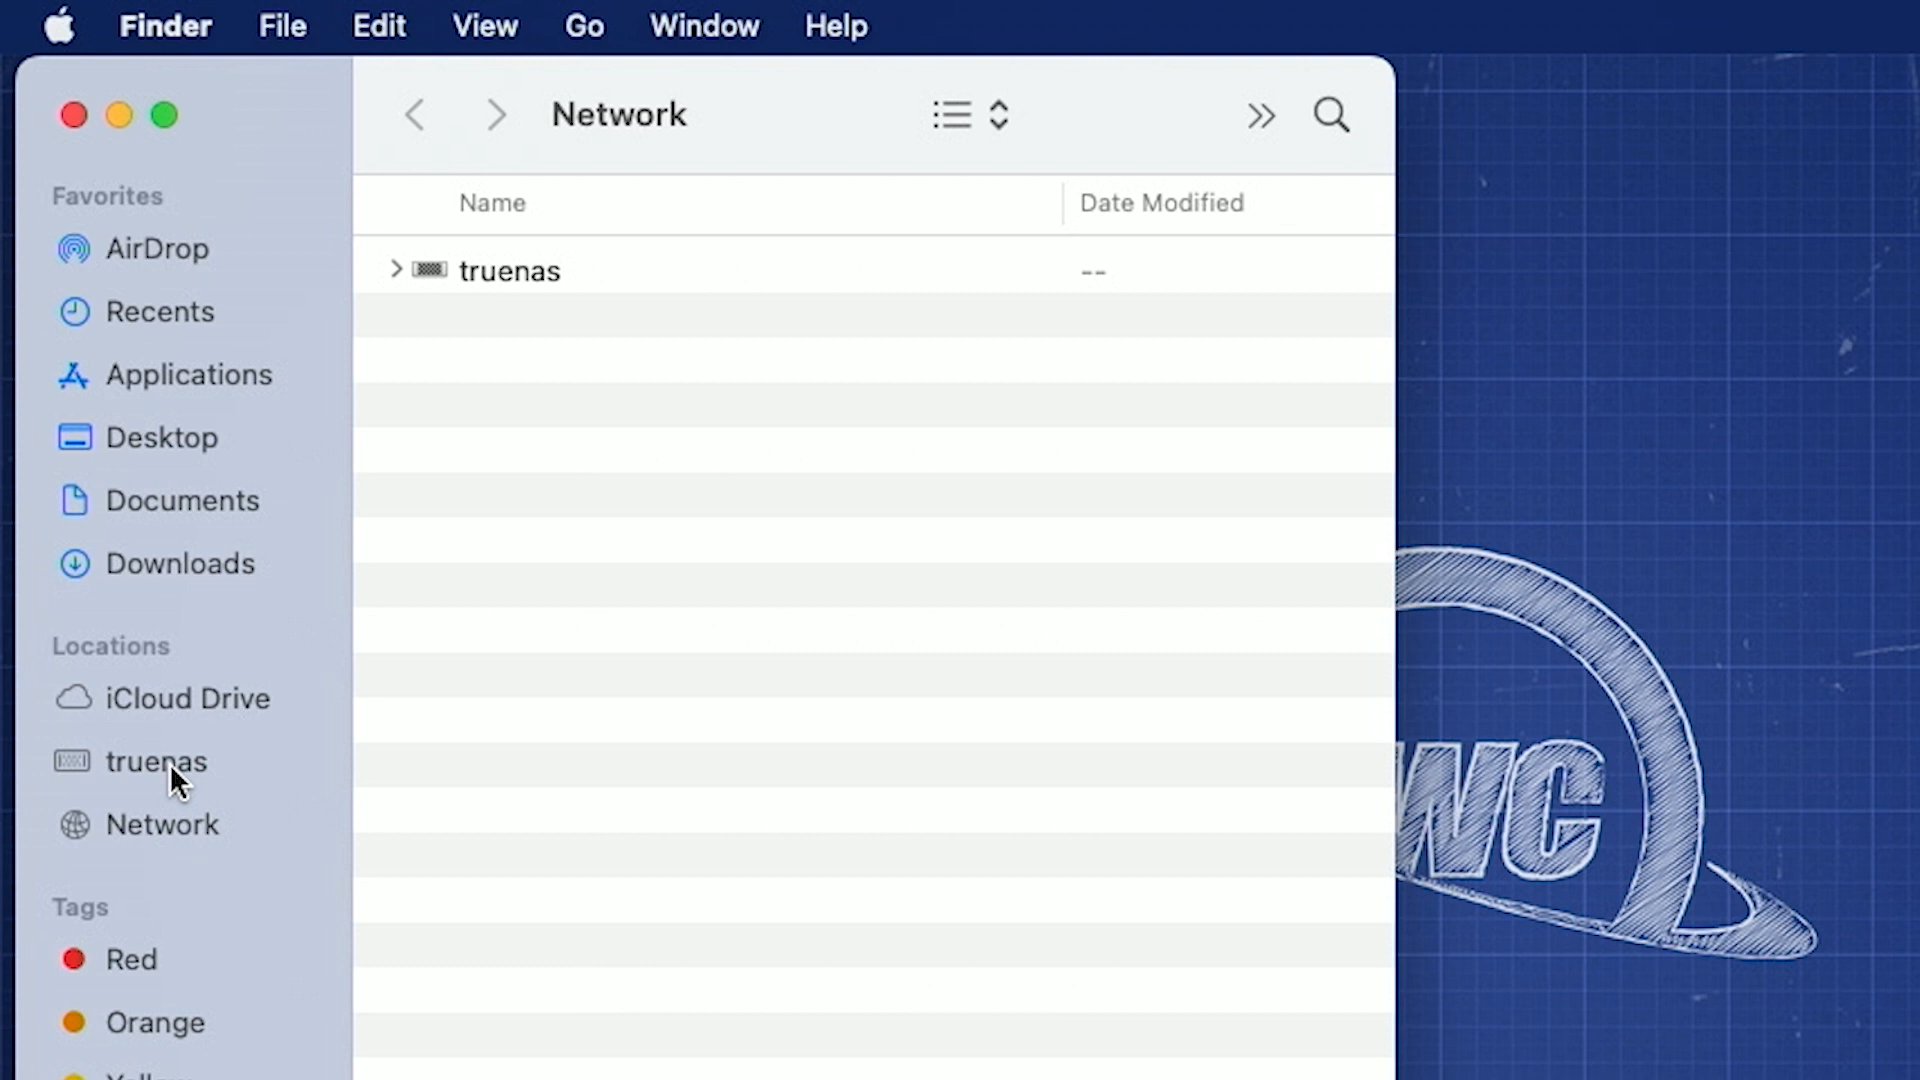 Finder File Edit View Go Window Help
Network
Favorites
AirDrop
Recents
Applications
Desktop
Documents
Downloads
Locations
iCloud Drive
truenas
Network
Tags
Red
Orange
Yellow
Name Date Modified
truenas --
WC